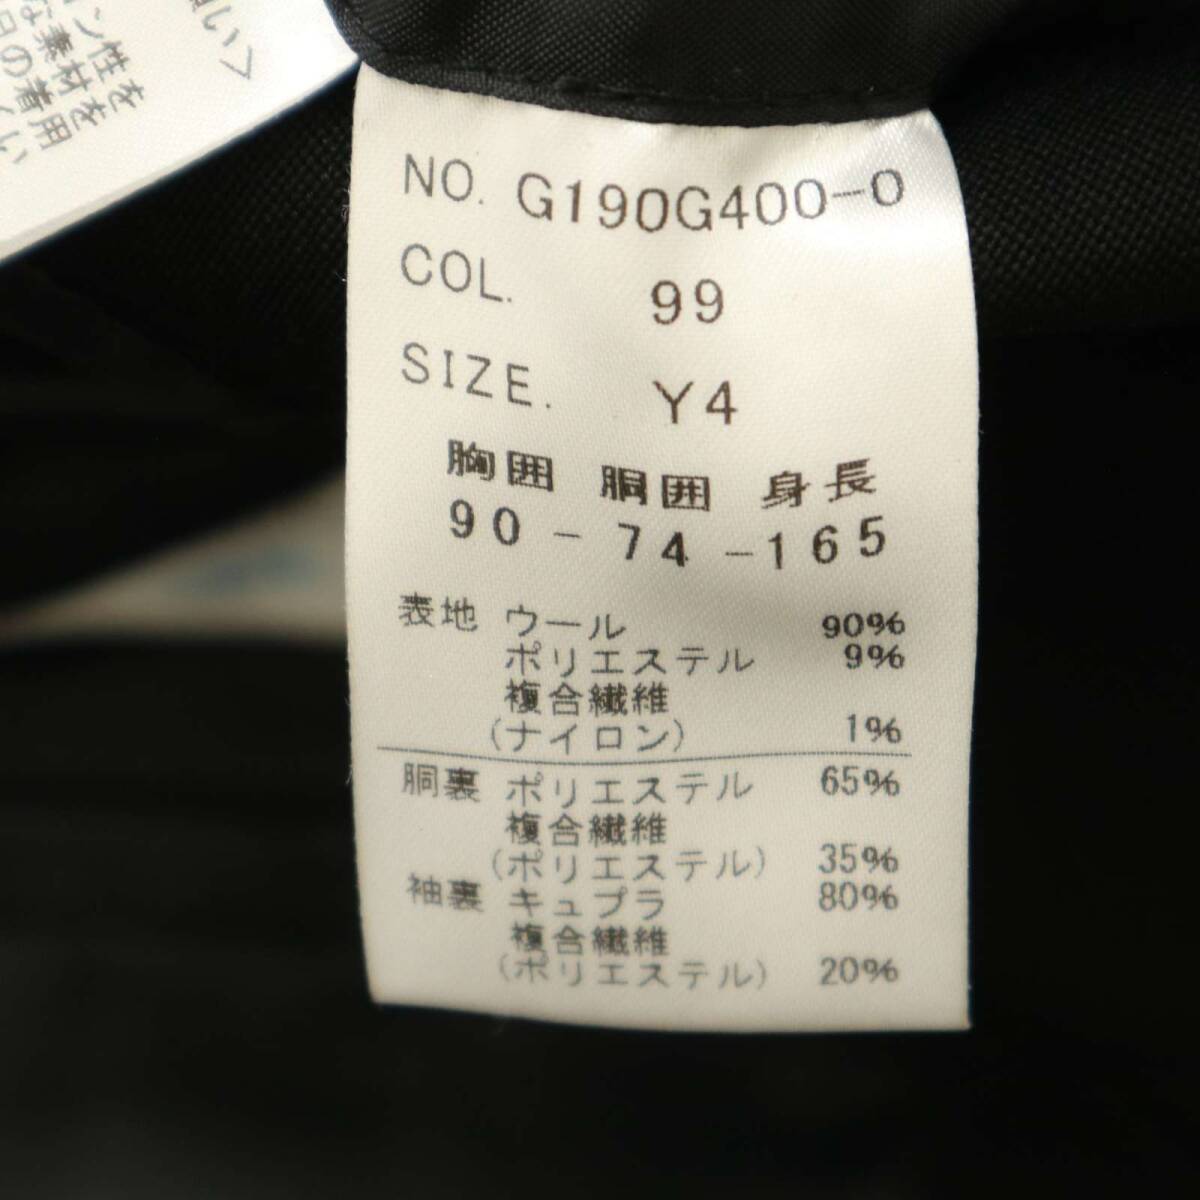 い>
ン性を
な素材を
日の着用
NO. G190G400-0
COL. 99
SIZE. Y4
胸囲 胴囲 身長
90-74-165
表地 ウール 90%
ポリエステル 9%
複合繊維
(ナイロン) 1%
胴裏 ポリエステル 65%
複合繊維
(ポリエステル) 35%
袖裏 キュプラ 80%
複合繊維
(ポリエステル) 20%